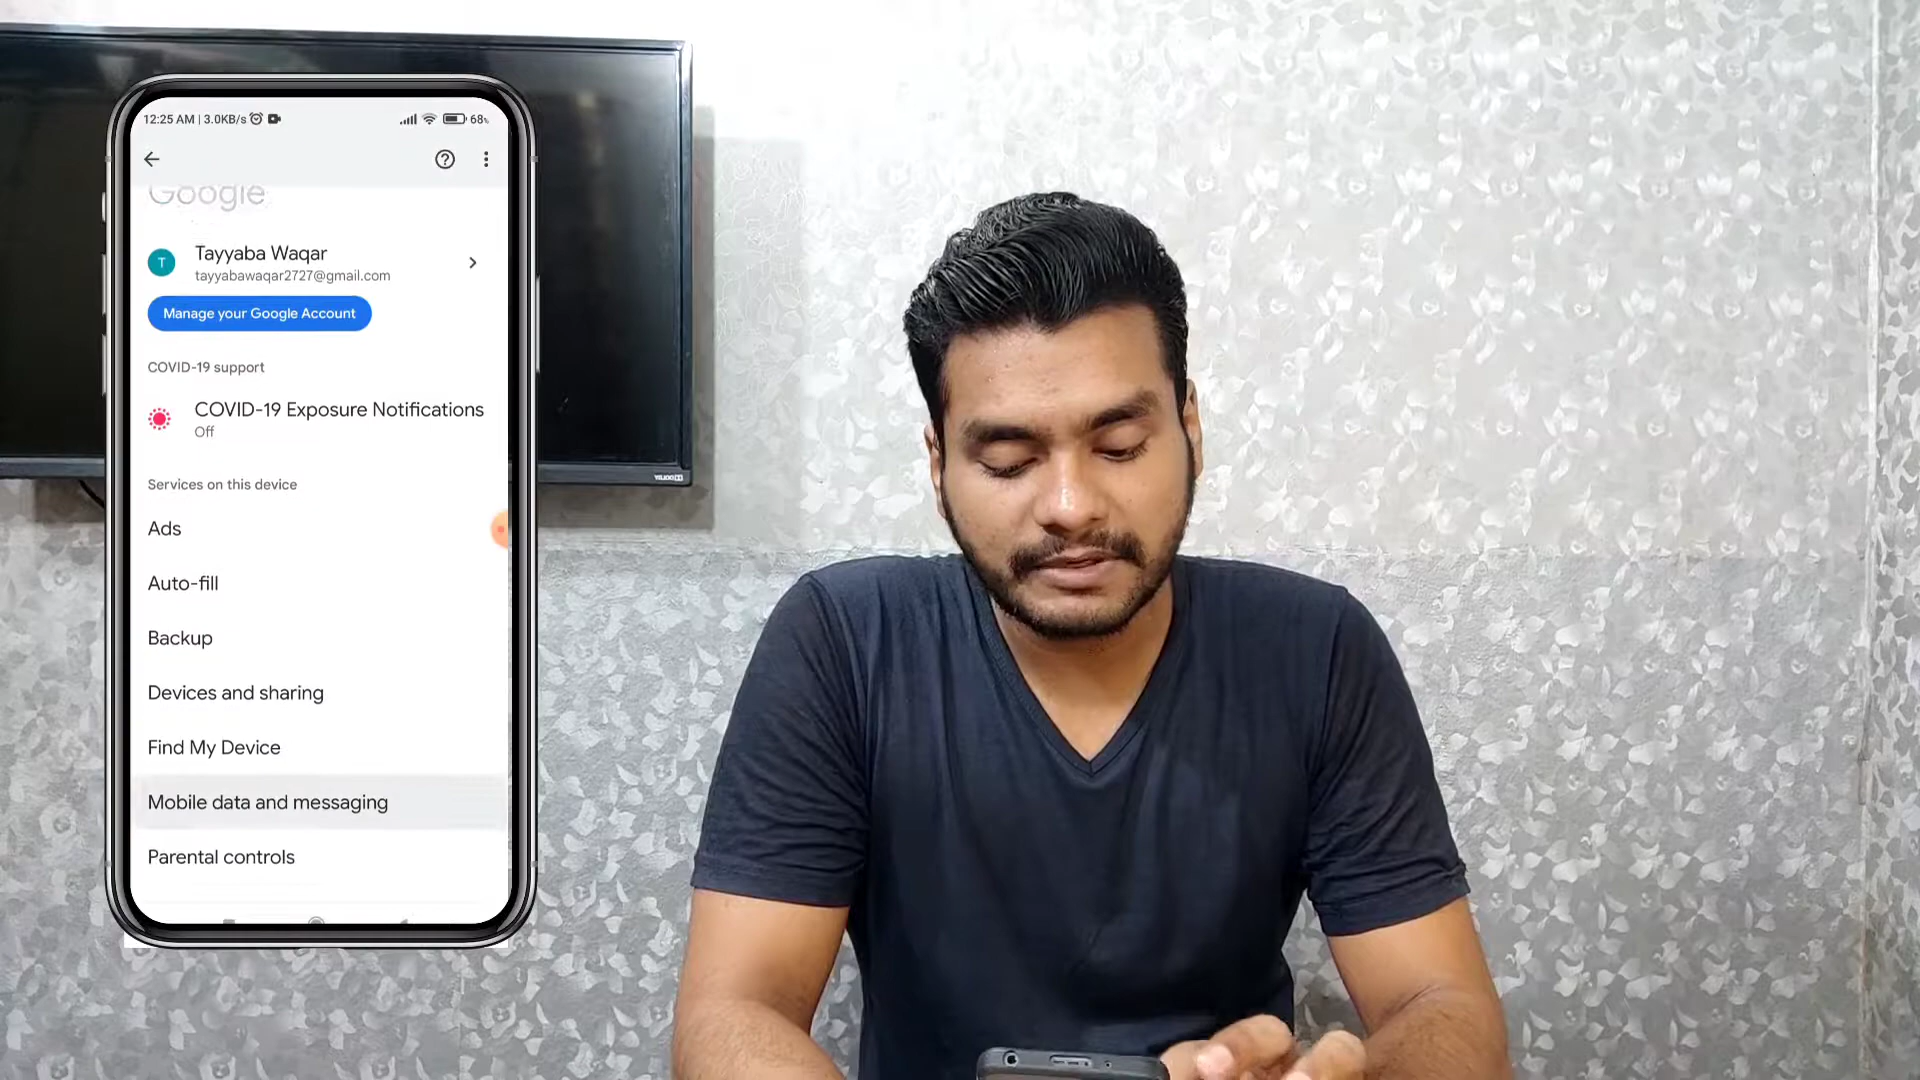 12:25 AM | 3.0KB/s 68%
Google
T
Tayyaba Waqar
tayyabawaqar2727@gmail.com
Manage your Google Account
COVID-19 support
COVID-19 Exposure Notifications
Off
Services on this device
Ads
Auto-fill
Backup
Devices and sharing
Find My Device
Mobile data and messaging
Parental controls